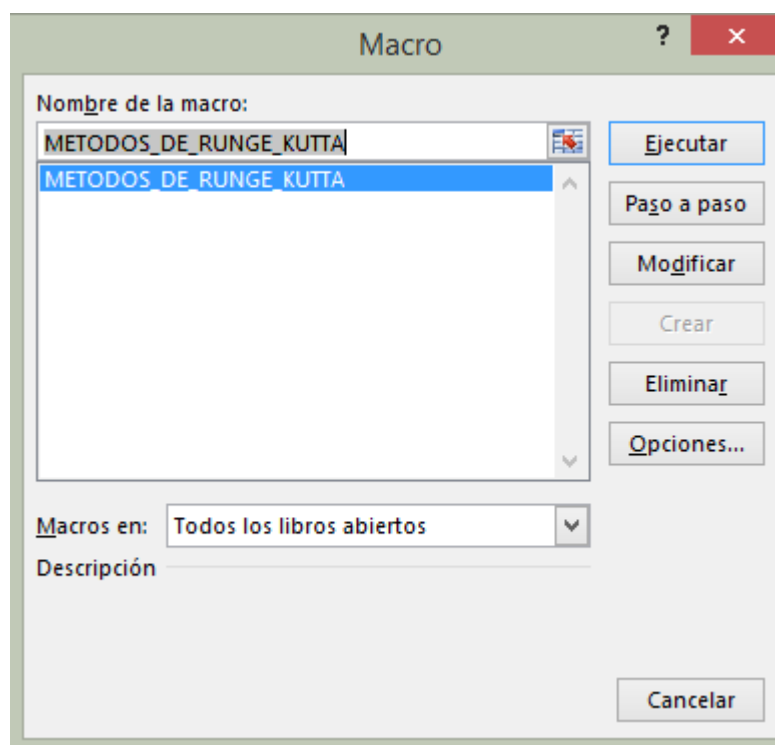 Macro
?
Nombre de la macro:
METODOS_DE_RUNGE_KUTTA
METODOS_DE_RUNGE_KUTTA
Ejecutar
Paso a paso
Modificar
Crear
Eliminar
Opciones...
Macros en: Todos los libros abiertos
Descripción
Cancelar